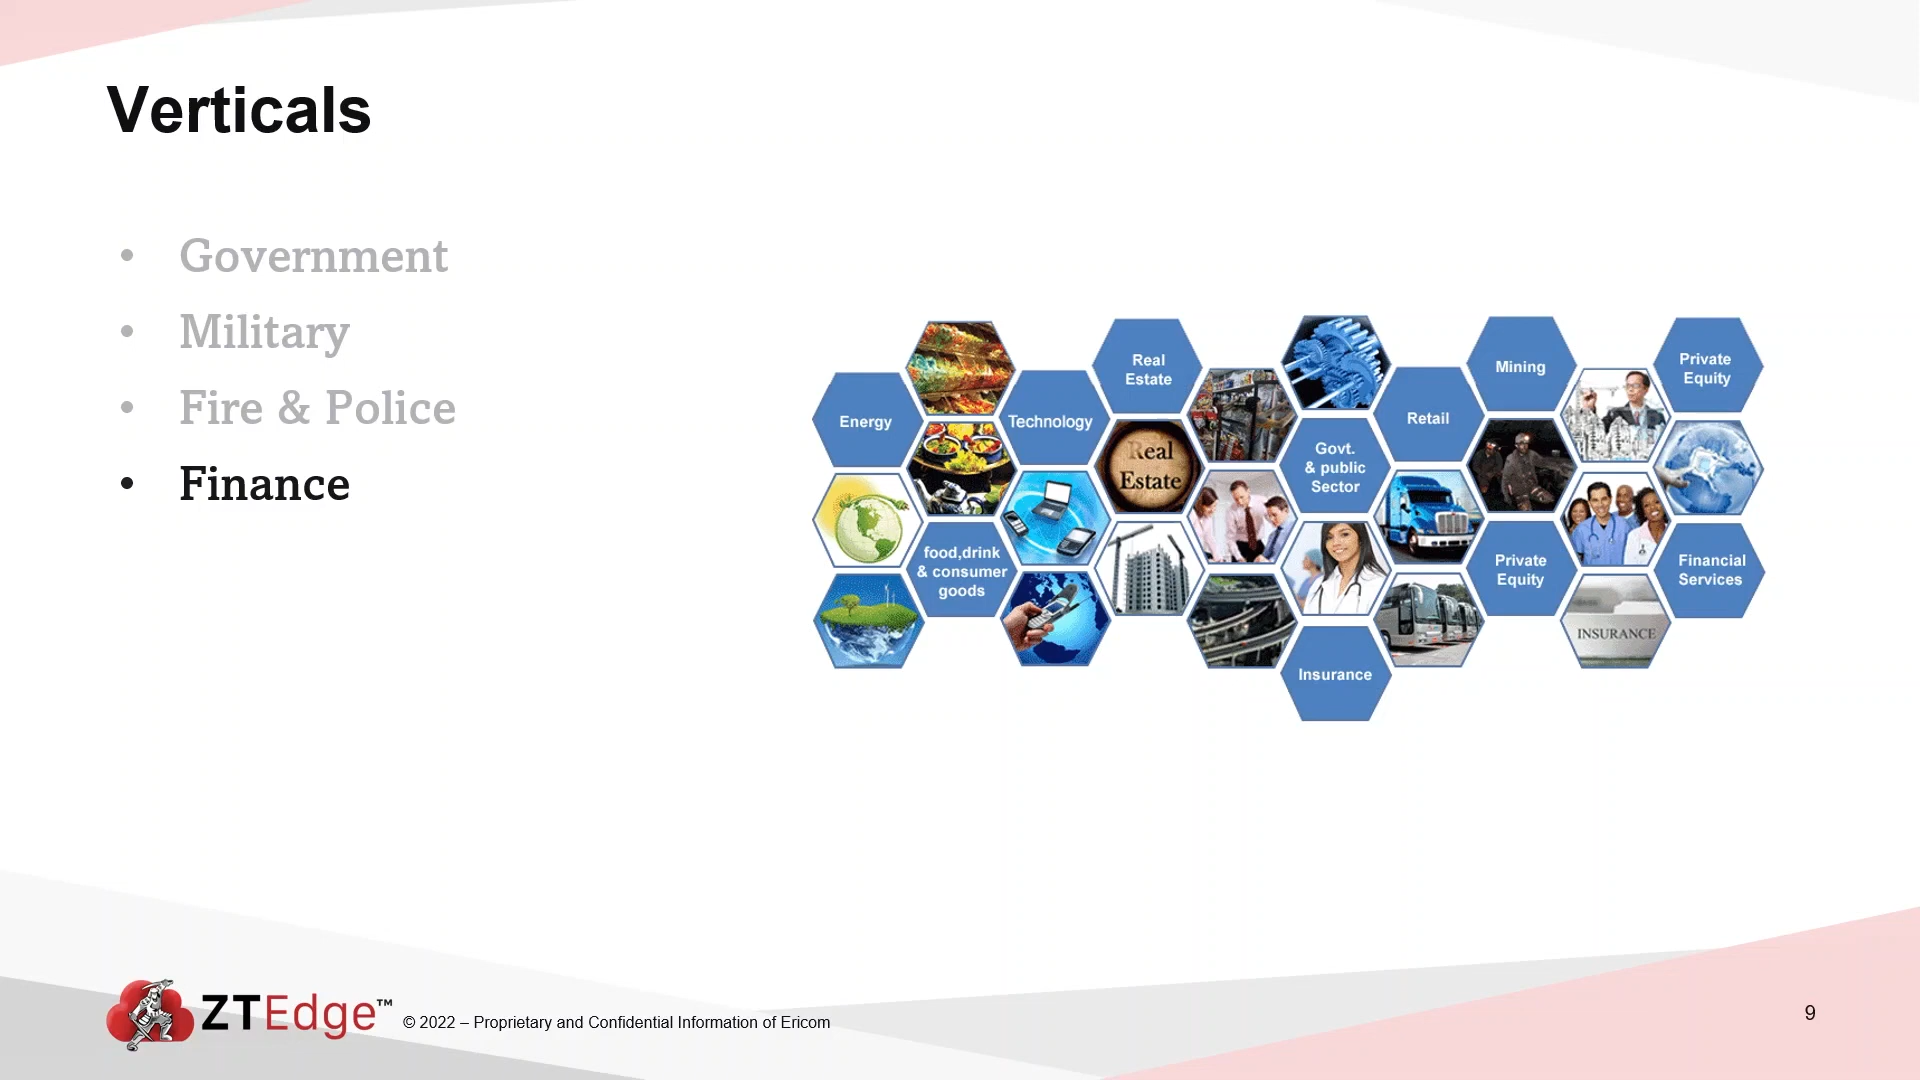 Verticals
• Government
• Military
• Fire & Police
• Finance
Energy
Technology
Real
Estate
Real
Estate
food,drink
& consumer
goods
Govt.
& public
Sector
Retail
Mining
Private
Equity
Private
Equity
Financial
Services
INSURANCE
Insurance
ZTEdge™
© 2022 – Proprietary and Confidential Information of Ericom
9